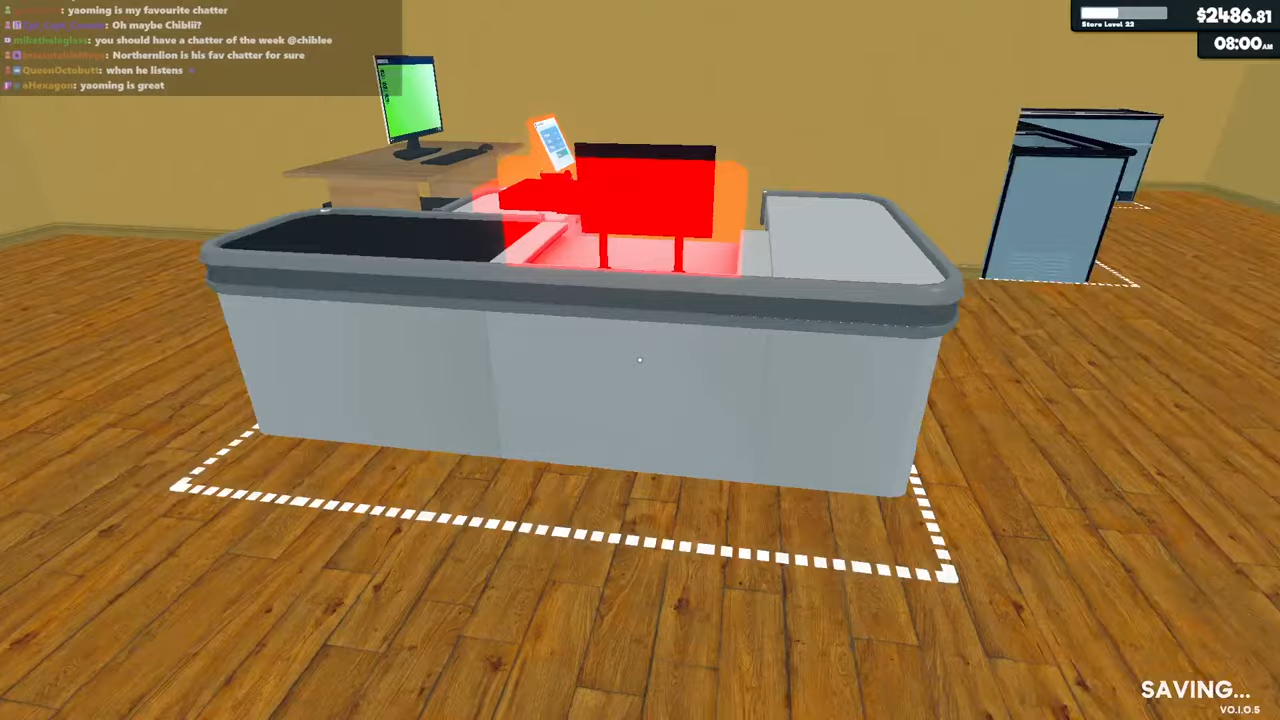 : yaoming is my favourite chatter
: Oh maybe Chiblii?
: you should have a chatter of the week @chiblee
: Northernlion is his fav chatter for sure
QueenOctobutt: when he listens
aHexagon: yaoming is great
$2486.81
Store Level 22
08:00AM
SAVING...
V0.1.0.5